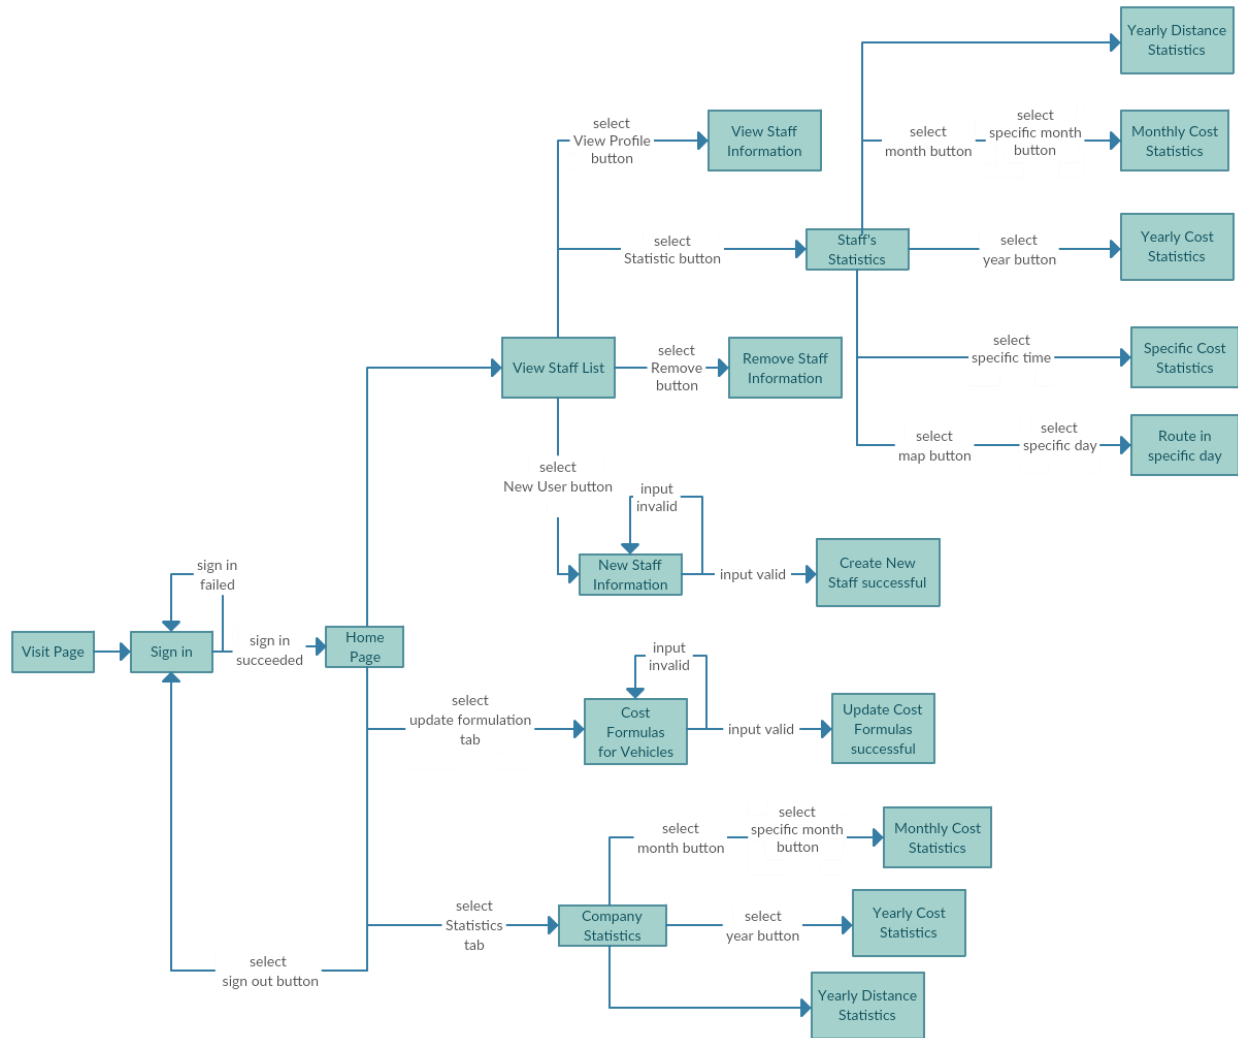 Yearly Distance
Statistics
select
View Profile
button
View Staff
Information
select
month button
select
specific month
button
Monthly Cost
Statistics
select
Statistic button
Staff's
Statistics
select
year button
Yearly Cost
Statistics
View Staff List
select
Remove
button
Remove Staff
Information
select
specific time
Specific Cost
Statistics
select
map button
select
specific day
Route in
specific day
select
New User button
input
invalid
New Staff
Information
input valid
Create New
Staff successful
sign in
failed
Visit Page
Sign in
sign in
succeeded
Home
Page
input
invalid
select
update formulation
tab
Cost
Formulas
for Vehicles
input valid
Update Cost
Formulas
successful
select
month button
select
specific month
button
Monthly Cost
Statistics
select
Statistics
tab
Company
Statistics
select
year button
Yearly Cost
Statistics
select
sign out button
Yearly Distance
Statistics